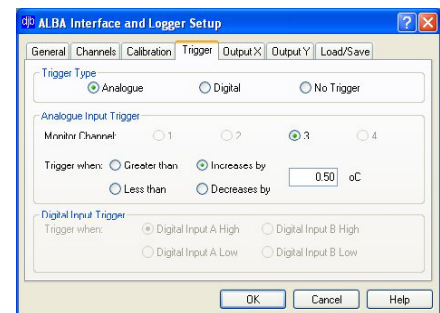 djb ALBA Interface and Logger Setup
General Channels Calibration Trigger Output X Output Y Load/Save
Trigger Type
Analogue Digital No Trigger
Analogue Input Trigger
Monitor Channel: 1 2 3 4
Trigger when: Greater than Increases by
0.50 oC
Less than Decreases by
Digital Input Trigger
Trigger when: Digital Input A High Digital Input B High
Digital Input A Low Digital Input B Low
OK Cancel Help